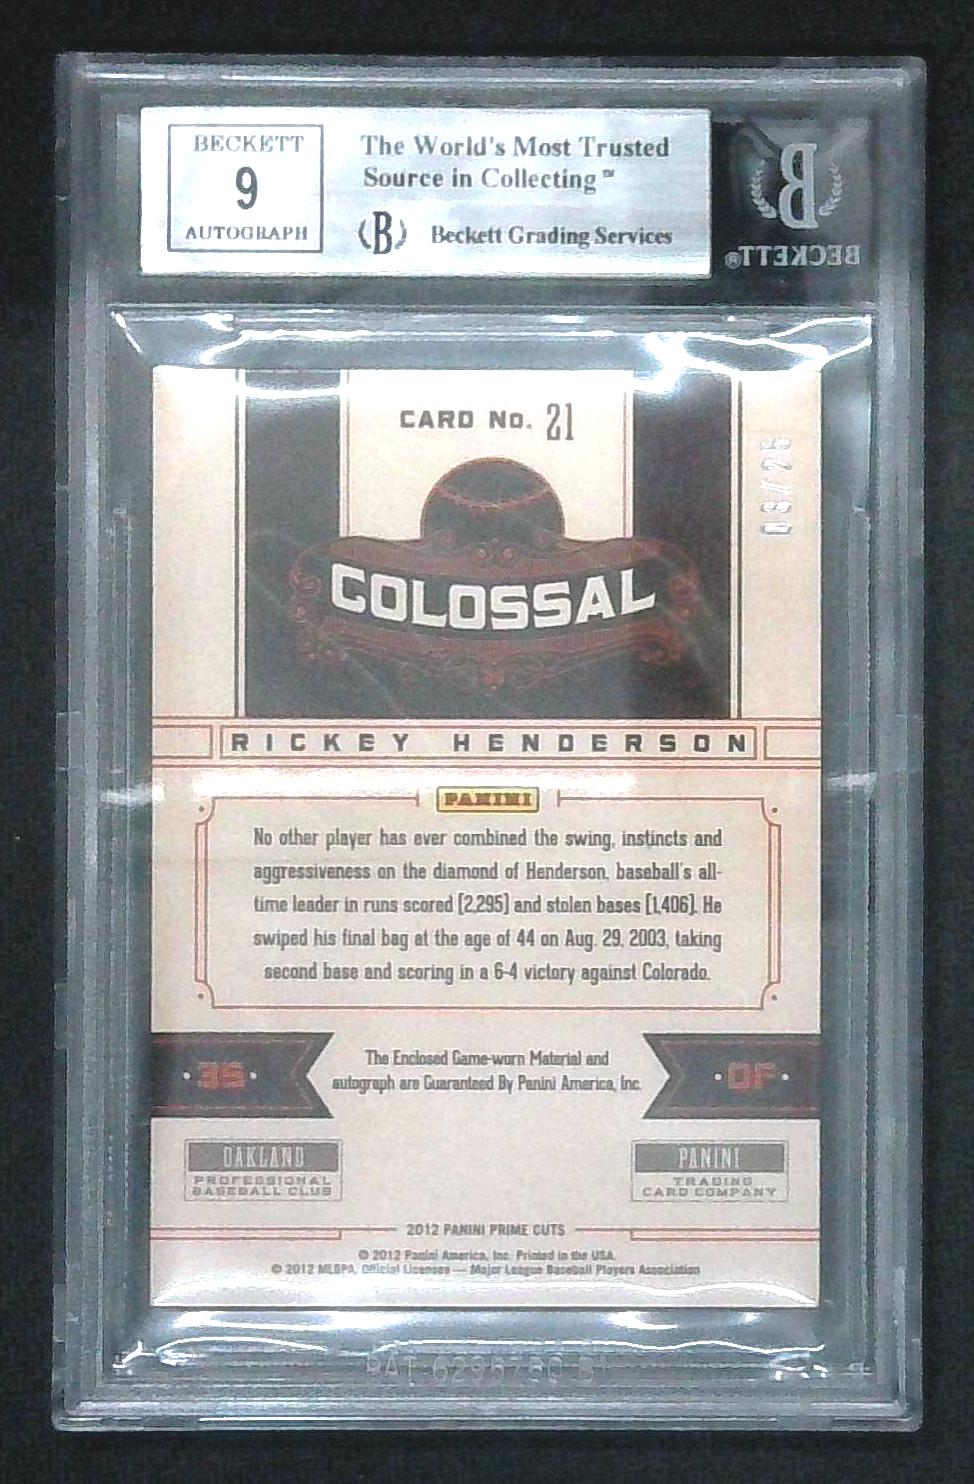 BECKETT
9
AUTOGRAPH
The World's Most Trusted
Source in Collecting™
B Beckett Grading Services
B
BECKETT®
CARD No. 21
COLOSSAL
RICKEY HENDERSON
PANINI
No other player has ever combined the swing, instincts and
aggressiveness on the diamond of Henderson, baseball's all-
time leader in runs scored [2,295] and stolen bases [1,406]. He
swiped his final bag at the age of 44 on Aug. 29, 2003, taking
second base and scoring in a 6-4 victory against Colorado.
The Enclosed Game-worn Material and
autograph are Guaranteed By Panini America, Inc.
OF
OAKLAND
PROFESSIONAL
BASEBALL CLUB
PANINI
TRADING
CARD COMPANY
2012 PANINI PRIME CUTS
© 2012 Panini America, Inc. Printed in the USA.
© 2012 MLBPA. Official Licensee — Major League Baseball Players Association